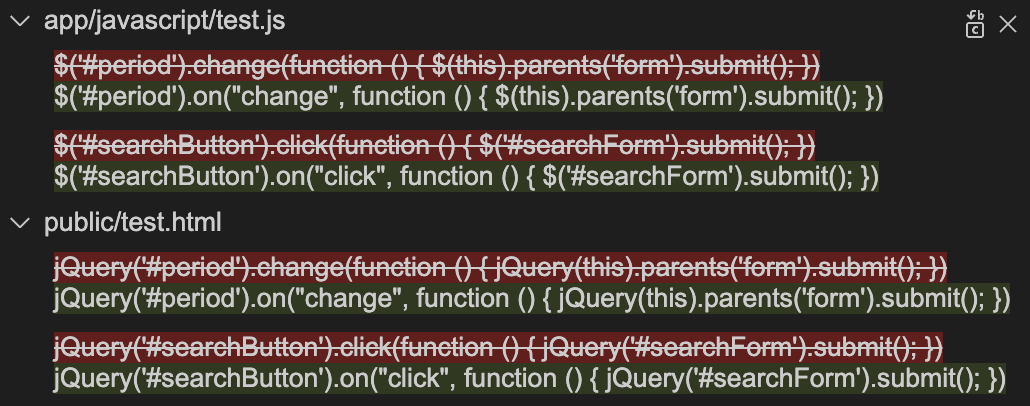 app/javascript/test.js
$('#period').change(function () { $(this).parents('form').submit(); })
$('#period').on("change", function () { $(this).parents('form').submit(); })
$('#searchButton').click(function () { $('#searchForm').submit(); })
$('#searchButton').on("click", function () { $('#searchForm').submit(); })
public/test.html
jQuery('#period').change(function () { jQuery(this).parents('form').submit(); })
jQuery('#period').on("change", function () { jQuery(this).parents('form').submit(); })
jQuery('#searchButton').click(function () { jQuery('#searchForm').submit(); })
jQuery('#searchButton').on("click", function () { jQuery('#searchForm').submit(); })